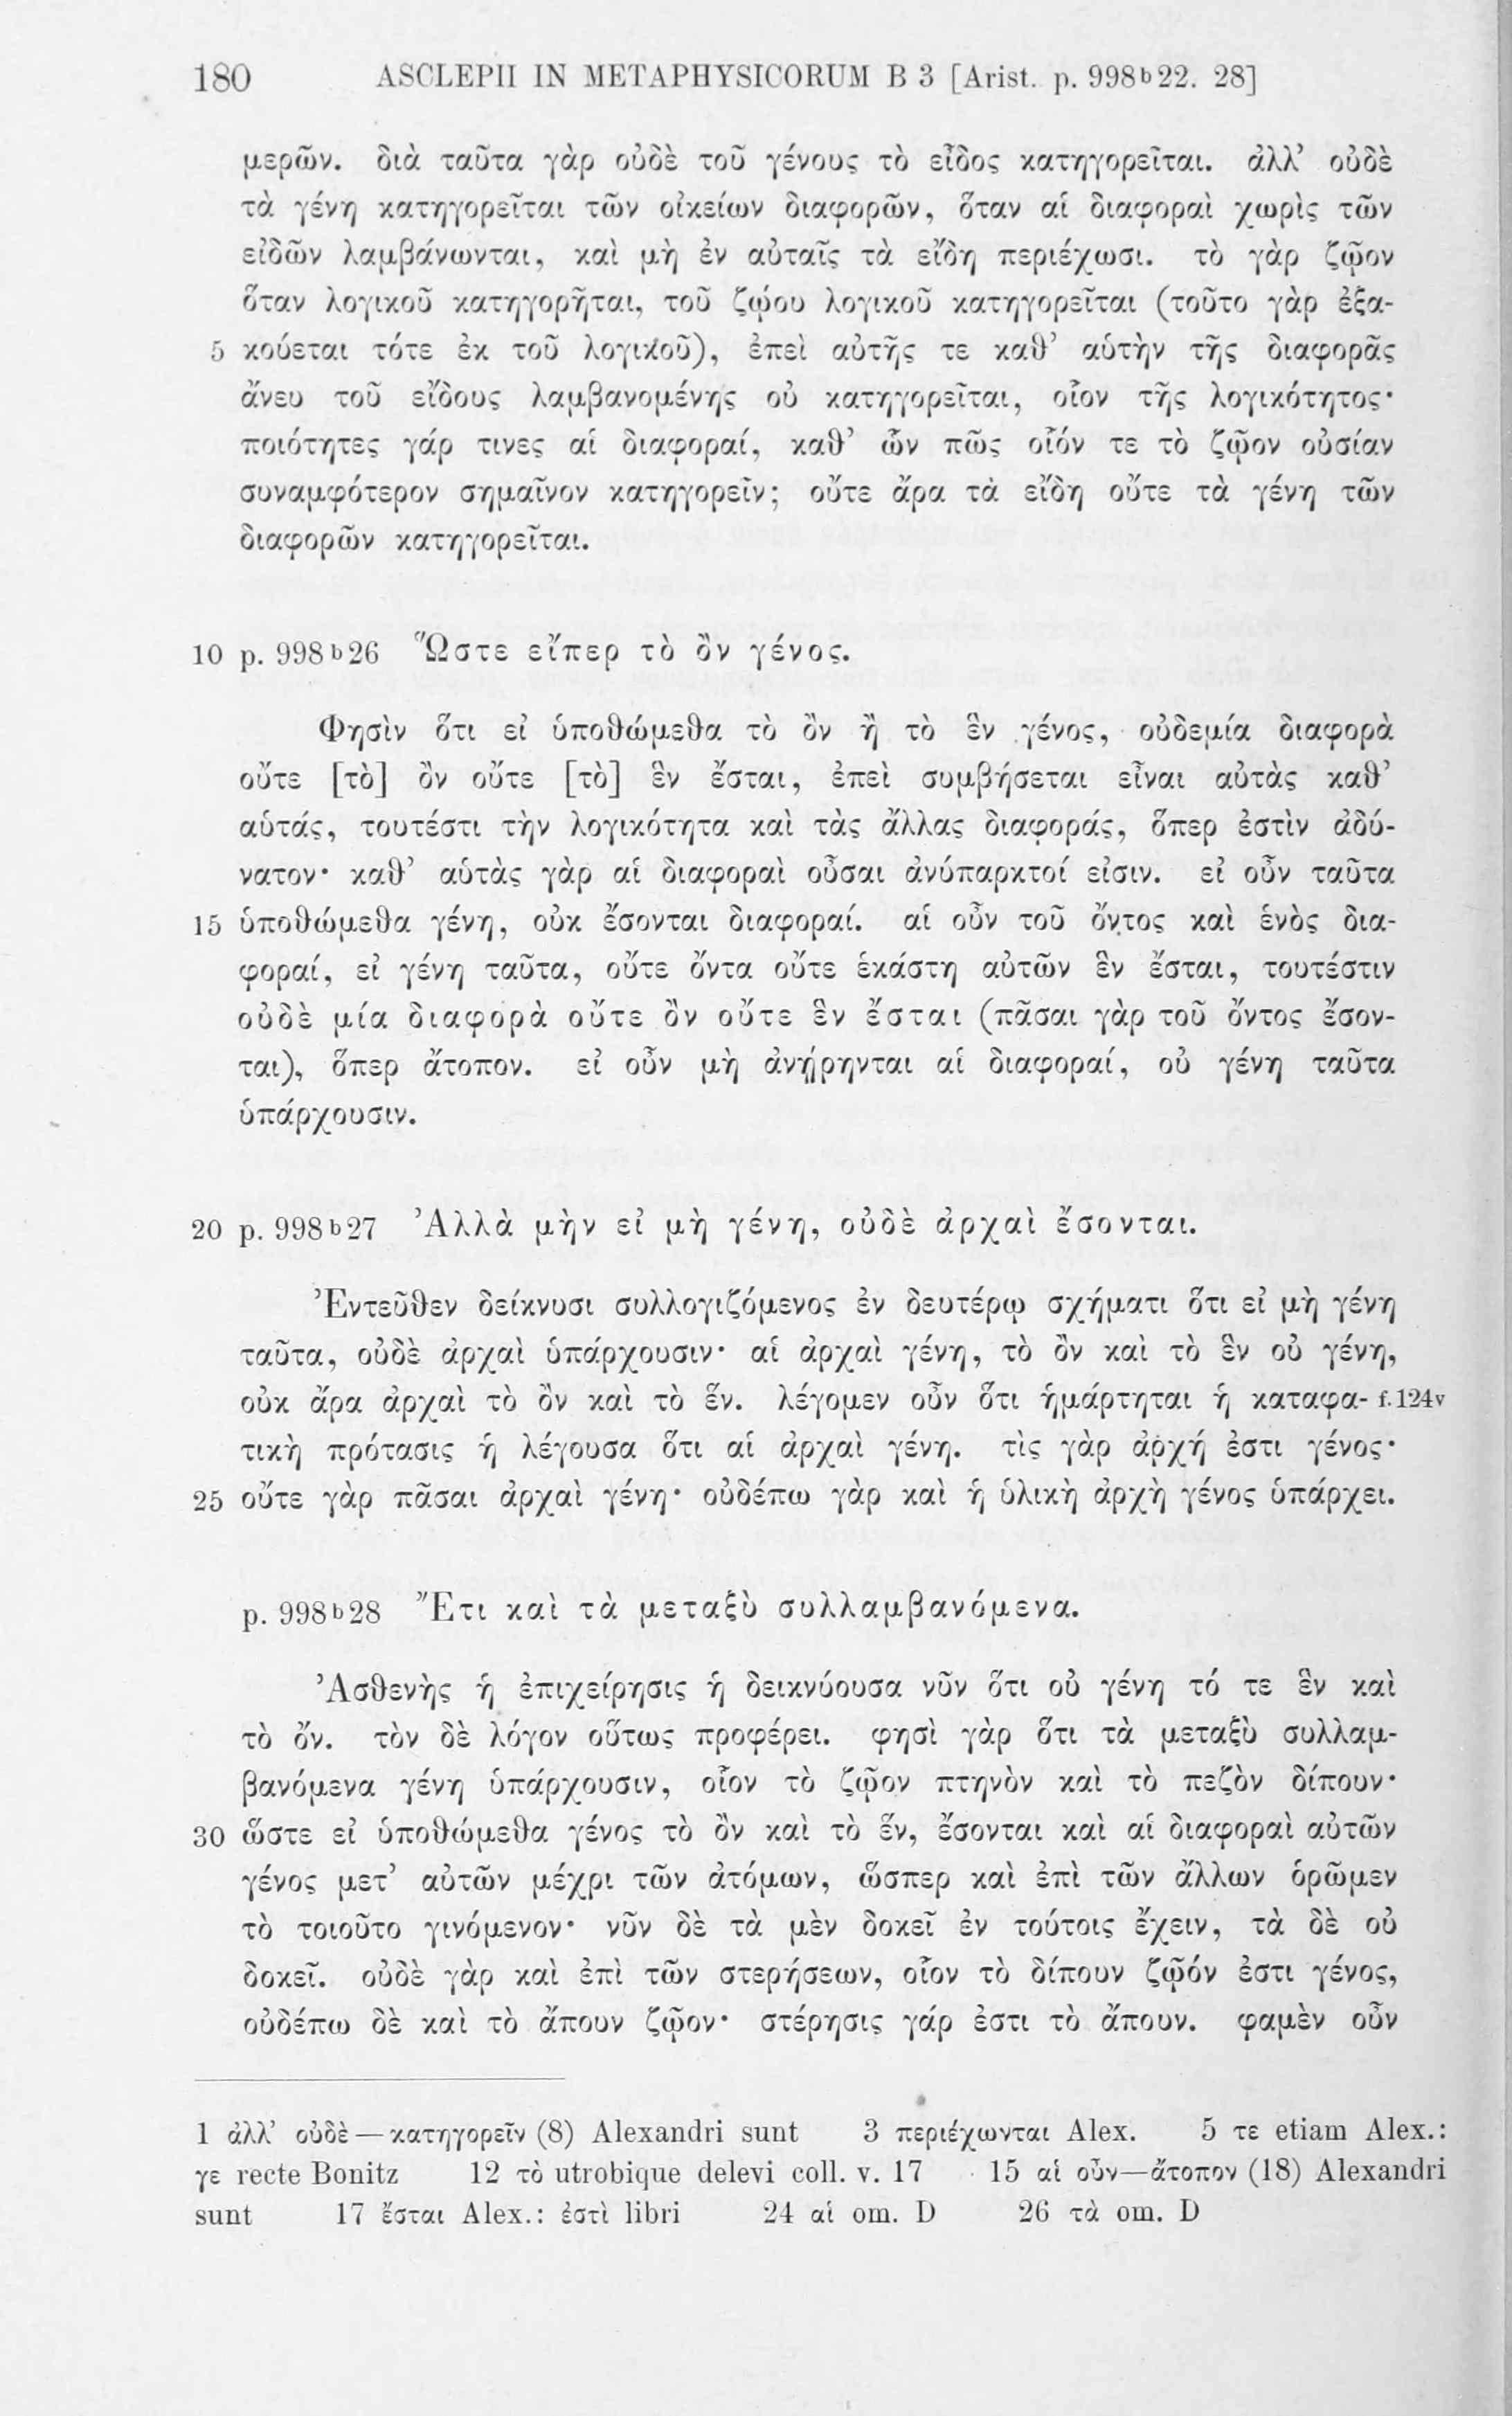 180 ASCLEPII IN METAPHYSICORUM B 3 [Arist. p. 998b22. 28]
μερῶν. διὰ ταῦτα γὰρ οὐδὲ τοῦ γένους τὸ εἶδος κατηγορεῖται. ἀλλ’ οὐδὲ
τὰ γένη κατηγορεῖται τῶν οἰκείων διαφορῶν, ὅταν αἱ διαφοραὶ χωρὶς τῶν
εἰδῶν λαμβάνωνται, καὶ μὴ ἐν αὐταῖς τὰ εἴδη περιέχωσι. τὸ γὰρ ζῷον
ὅταν λογικοῦ κατηγορῆται, τοῦ ζῴου λογικοῦ κατηγορεῖται (τοῦτο γὰρ ἐξα-
5 κούεται τότε ἐκ τοῦ λογικοῦ), ἐπεὶ αὐτῆς τε καθ’ αὑτὴν τῆς διαφορᾶς
ἄνευ τοῦ εἴδους λαμβανομένης οὐ κατηγορεῖται, οἷον τῆς λογικότητος·
ποιότητες γάρ τινες αἱ διαφοραί, καθ’ ὧν πῶς οἷόν τε τὸ ζῷον οὐσίαν
συναμφότερον σημαῖνον κατηγορεῖν; οὔτε ἄρα τὰ εἴδη οὔτε τὰ γένη τῶν
διαφορῶν κατηγορεῖται.
10 p. 998b26 Ὥστε εἴπερ τὸ ὂν γένος.
Φησὶν ὅτι εἰ ὑποθώμεθα τὸ ὂν ἢ τὸ ἓν γένος, οὐδεμία διαφορὰ
οὔτε [τὸ] ὂν οὔτε [τὸ] ἓν ἔσται, ἐπεὶ συμβήσεται εἶναι αὐτὰς καθ’
αὑτάς, τουτέστι τὴν λογικότητα καὶ τὰς ἄλλας διαφοράς, ὅπερ ἐστὶν ἀδύ-
νατον· καθ’ αὑτὰς γὰρ αἱ διαφοραὶ οὖσαι ἀνύπαρκτοί εἰσιν. εἰ οὖν ταῦτα
15 ὑποθώμεθα γένη, οὐκ ἔσονται διαφοραί. αἱ οὖν τοῦ ὄντος καὶ ἑνὸς δια-
φοραί, εἰ γένη ταῦτα, οὔτε ὄντα οὔτε ἑκάστη αὐτῶν ἓν ἔσται, τουτέστιν
οὐδὲ μία διαφορὰ οὔτε ὂν οὔτε ἓν ἔσται (πᾶσαι γὰρ τοῦ ὄντος ἔσον-
ται), ὅπερ ἄτοπον. εἰ οὖν μὴ ἀνῄρηνται αἱ διαφοραί, οὐ γένη ταῦτα
ὑπάρχουσιν.
20 p. 998b27 Ἀλλὰ μὴν εἰ μὴ γένη, οὐδὲ ἀρχαὶ ἔσονται.
Ἐντεῦθεν δείκνυσι συλλογιζόμενος ἐν δευτέρῳ σχήματι ὅτι εἰ μὴ γένη
ταῦτα, οὐδὲ ἀρχαὶ ὑπάρχουσιν· αἱ ἀρχαὶ γένη, τὸ ὂν καὶ τὸ ἓν οὐ γένη,
οὐκ ἄρα ἀρχαὶ τὸ ὂν καὶ τὸ ἕν. λέγομεν οὖν ὅτι ἡμάρτηται ἡ καταφα- f.124v
τικὴ πρότασις ἡ λέγουσα ὅτι αἱ ἀρχαὶ γένη. τὶς γὰρ ἀρχή ἐστι γένος·
25 οὔτε γὰρ πᾶσαι ἀρχαὶ γένη· οὐδέπω γὰρ καὶ ἡ ὑλικὴ ἀρχὴ γένος ὑπάρχει.
p. 998b28 Ἔτι καὶ τὰ μεταξὺ συλλαμβανόμενα.
Ἀσθενὴς ἡ ἐπιχείρησις ἡ δεικνύουσα νῦν ὅτι οὐ γένη τό τε ἓν καὶ
τὸ ὄν. τὸν δὲ λόγον οὕτως προφέρει. φησὶ γὰρ ὅτι τὰ μεταξὺ συλλαμ-
βανόμενα γένη ὑπάρχουσιν, οἷον τὸ ζῷον πτηνὸν καὶ τὸ πεζὸν δίπουν·
30 ὥστε εἰ ὑποθώμεθα γένος τὸ ὂν καὶ τὸ ἕν, ἔσονται καὶ αἱ διαφοραὶ αὐτῶν
γένος μετ’ αὐτῶν μέχρι τῶν ἀτόμων, ὥσπερ καὶ ἐπὶ τῶν ἄλλων ὁρῶμεν
τὸ τοιοῦτο γινόμενον· νῦν δὲ τὰ μὲν δοκεῖ ἐν τούτοις ἔχειν, τὰ δὲ οὐ
δοκεῖ. οὐδὲ γὰρ καὶ ἐπὶ τῶν στερήσεων, οἷον τὸ δίπουν ζῷόν ἐστι γένος,
οὐδέπω δὲ καὶ τὸ ἄπουν ζῷον· στέρησις γάρ ἐστι τὸ ἄπουν. φαμὲν οὖν
1 ἀλλ’ οὐδὲ—κατηγορεῖν (8) Alexandri sunt 3 περιέχωνται Alex. 5 τε etiam Alex.:
γε recte Bonitz 12 τὸ utrobique delevi coll. v. 17 15 αἱ οὖν—ἄτοπον (18) Alexandri
sunt 17 ἔσται Alex.: ἐστὶ libri 24 αἱ om. D 26 τὰ om. D